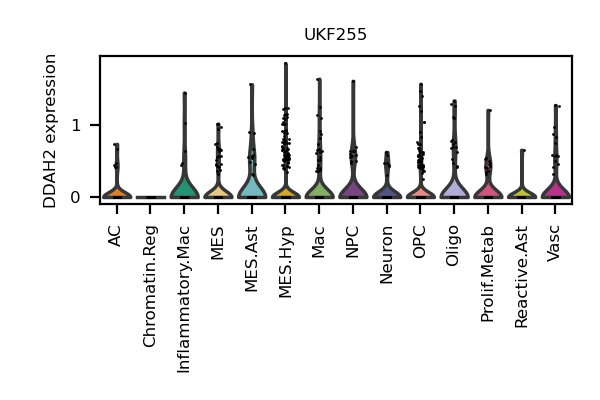 UKF255
DDAH2 expression
1
0
AC
Chromatin.Reg
Inflammatory.Mac
MES
MES.Ast
MES.Hyp
Mac
NPC
Neuron
OPC
Oligo
Prolif.Metab
Reactive.Ast
Vasc